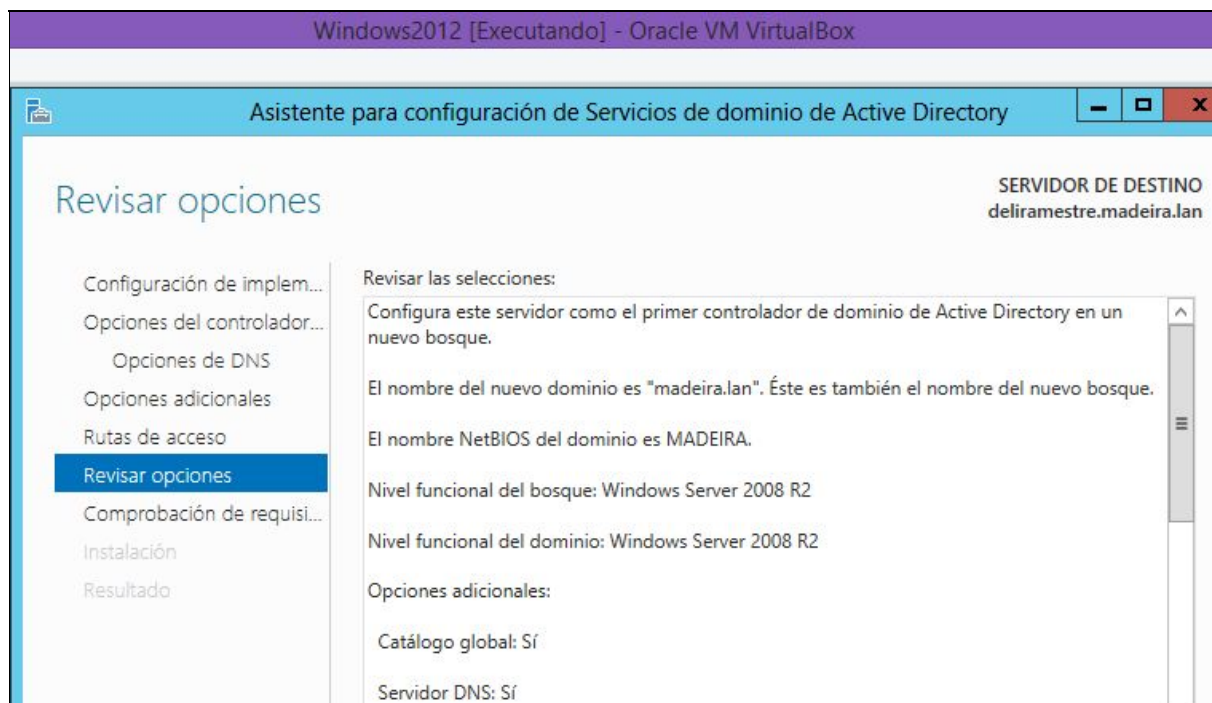 Windows2012 [Executando] - Oracle VM VirtualBox
Asistente para configuración de Servicios de dominio de Active Directory
Revisar opciones
SERVIDOR DE DESTINO
deliramestre.madeira.lan
Configuración de implem...
Opciones del controlador...
Opciones de DNS
Opciones adicionales
Rutas de acceso
Revisar opciones
Comprobación de requisi...
Instalación
Resultado
Revisar las selecciones:
Configura este servidor como el primer controlador de dominio de Active Directory en un
nuevo bosque.
El nombre del nuevo dominio es "madeira.lan". Éste es también el nombre del nuevo bosque.
El nombre NetBIOS del dominio es MADEIRA.
Nivel funcional del bosque: Windows Server 2008 R2
Nivel funcional del dominio: Windows Server 2008 R2
Opciones adicionales:
Catálogo global: Sí
Servidor DNS: Sí